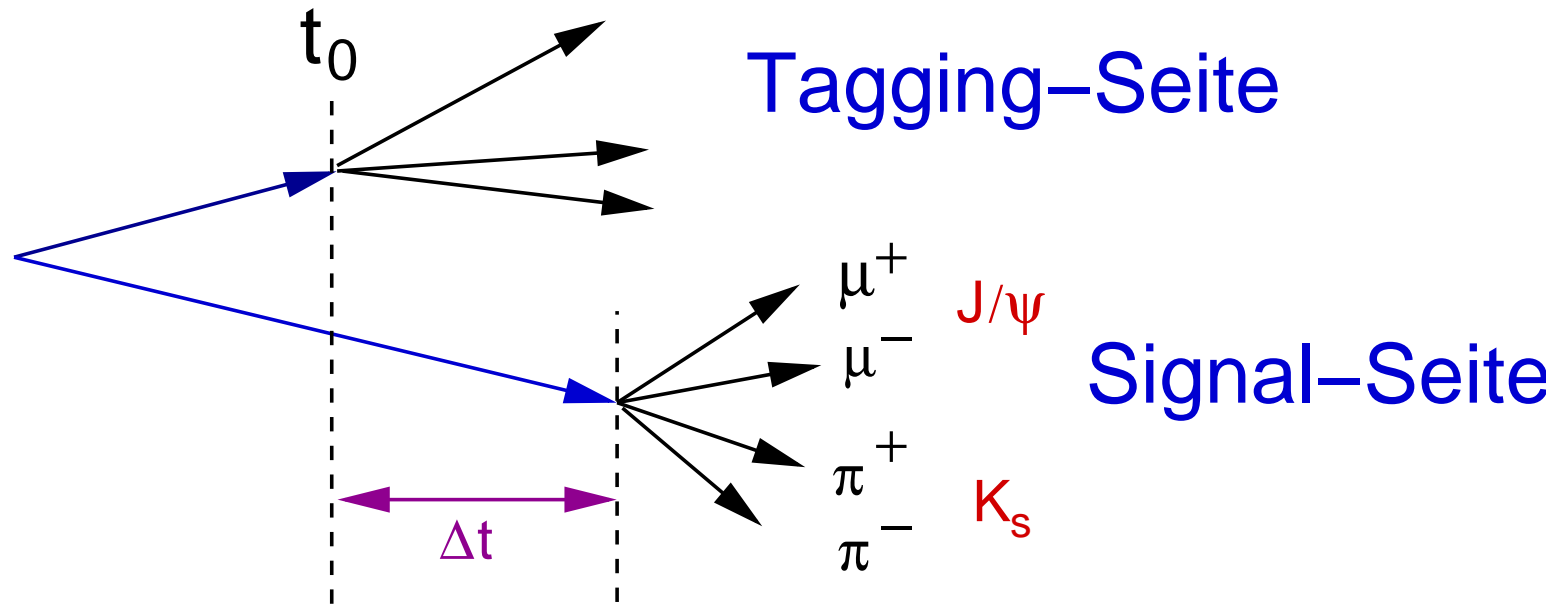 t₀
Tagging–Seite
μ⁺
J/ψ
μ⁻
Signal–Seite
π⁺
Kₛ
π⁻
Δt